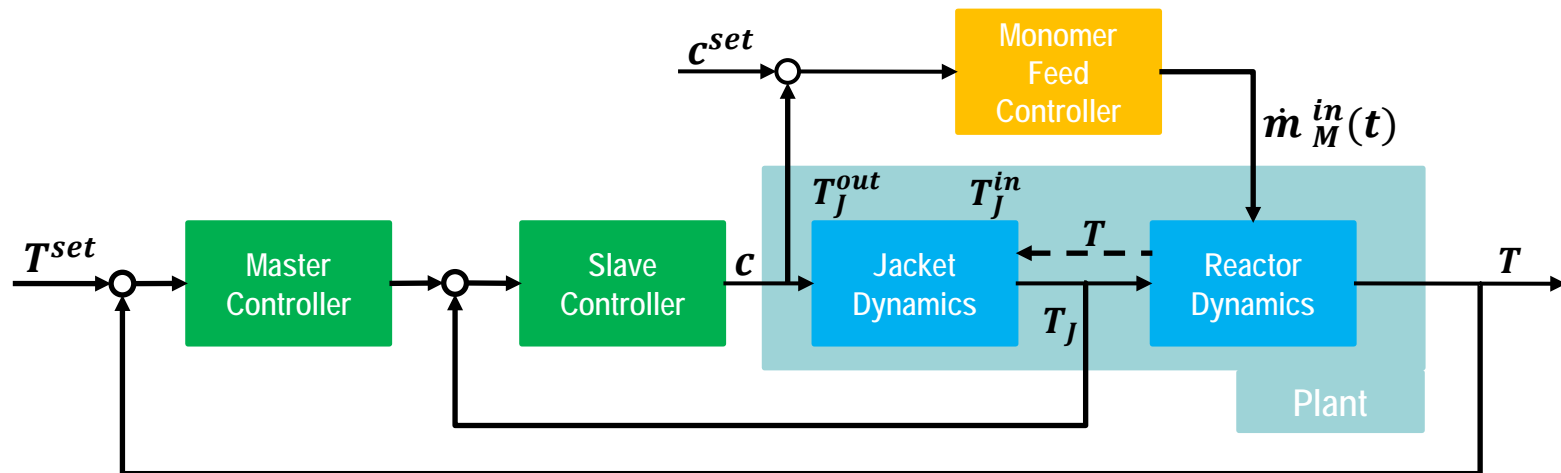 c^set
Monomer
Feed
Controller
ṁ_M^in(t)
T_J^out
T_J^in
T^set
Master
Controller
Slave
Controller
c
Jacket
Dynamics
T
T_J
Reactor
Dynamics
T
Plant